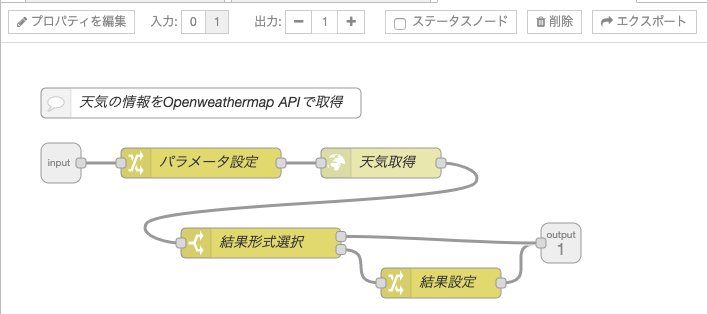 プロパティを編集 入力: 0 1 出力: − 1 + ステータスノード 削除 エクスポート
天気の情報をOpenweathermap APIで取得
input パラメータ設定 天気取得
結果形式選択 output 1
結果設定